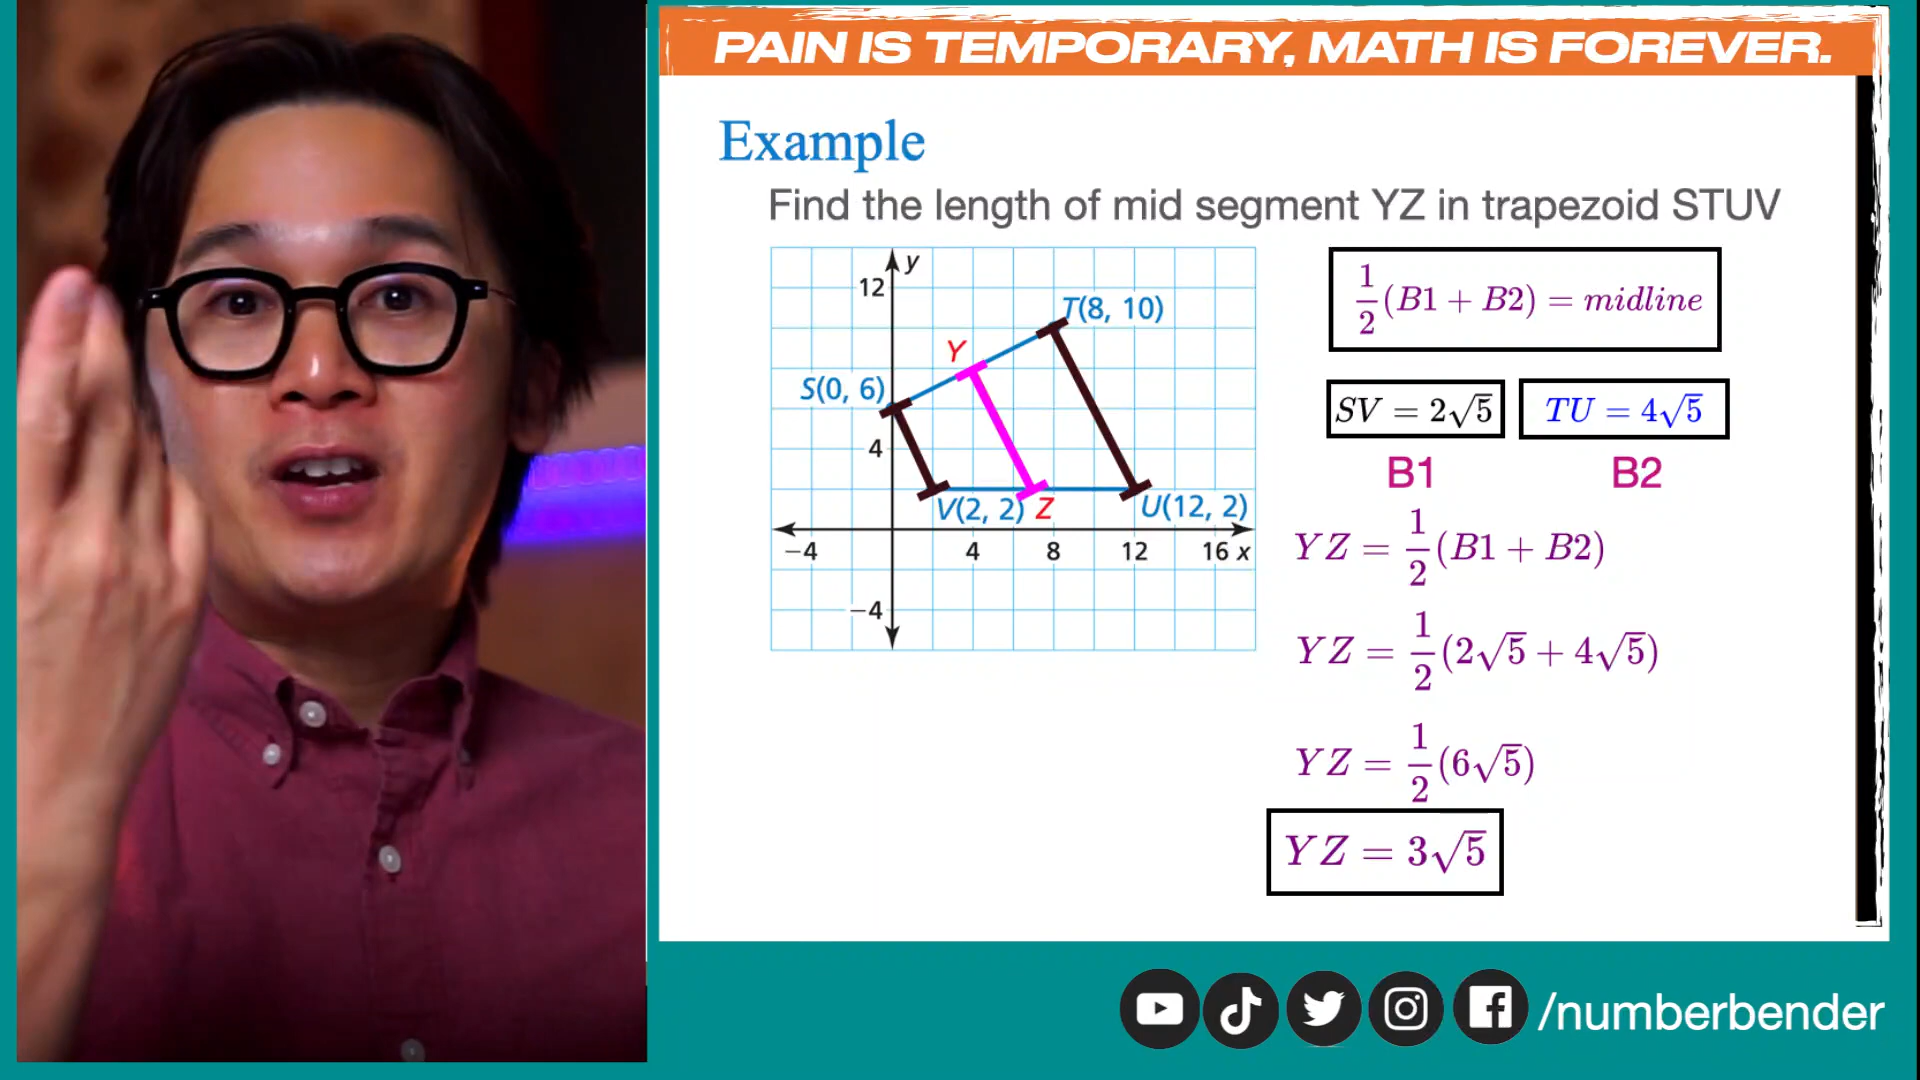 PAIN IS TEMPORARY, MATH IS FOREVER.
Example
Find the length of mid segment YZ in trapezoid STUV
y
12
T(8, 10)
Y
S(0, 6)
4
V(2, 2) Z U(12, 2)
−4 4 8 12 16 x
−4
1/2(B1 + B2) = midline
SV = 2√5 TU = 4√5
B1 B2
YZ = 1/2(B1 + B2)
YZ = 1/2(2√5 + 4√5)
YZ = 1/2(6√5)
YZ = 3√5
/numberbender